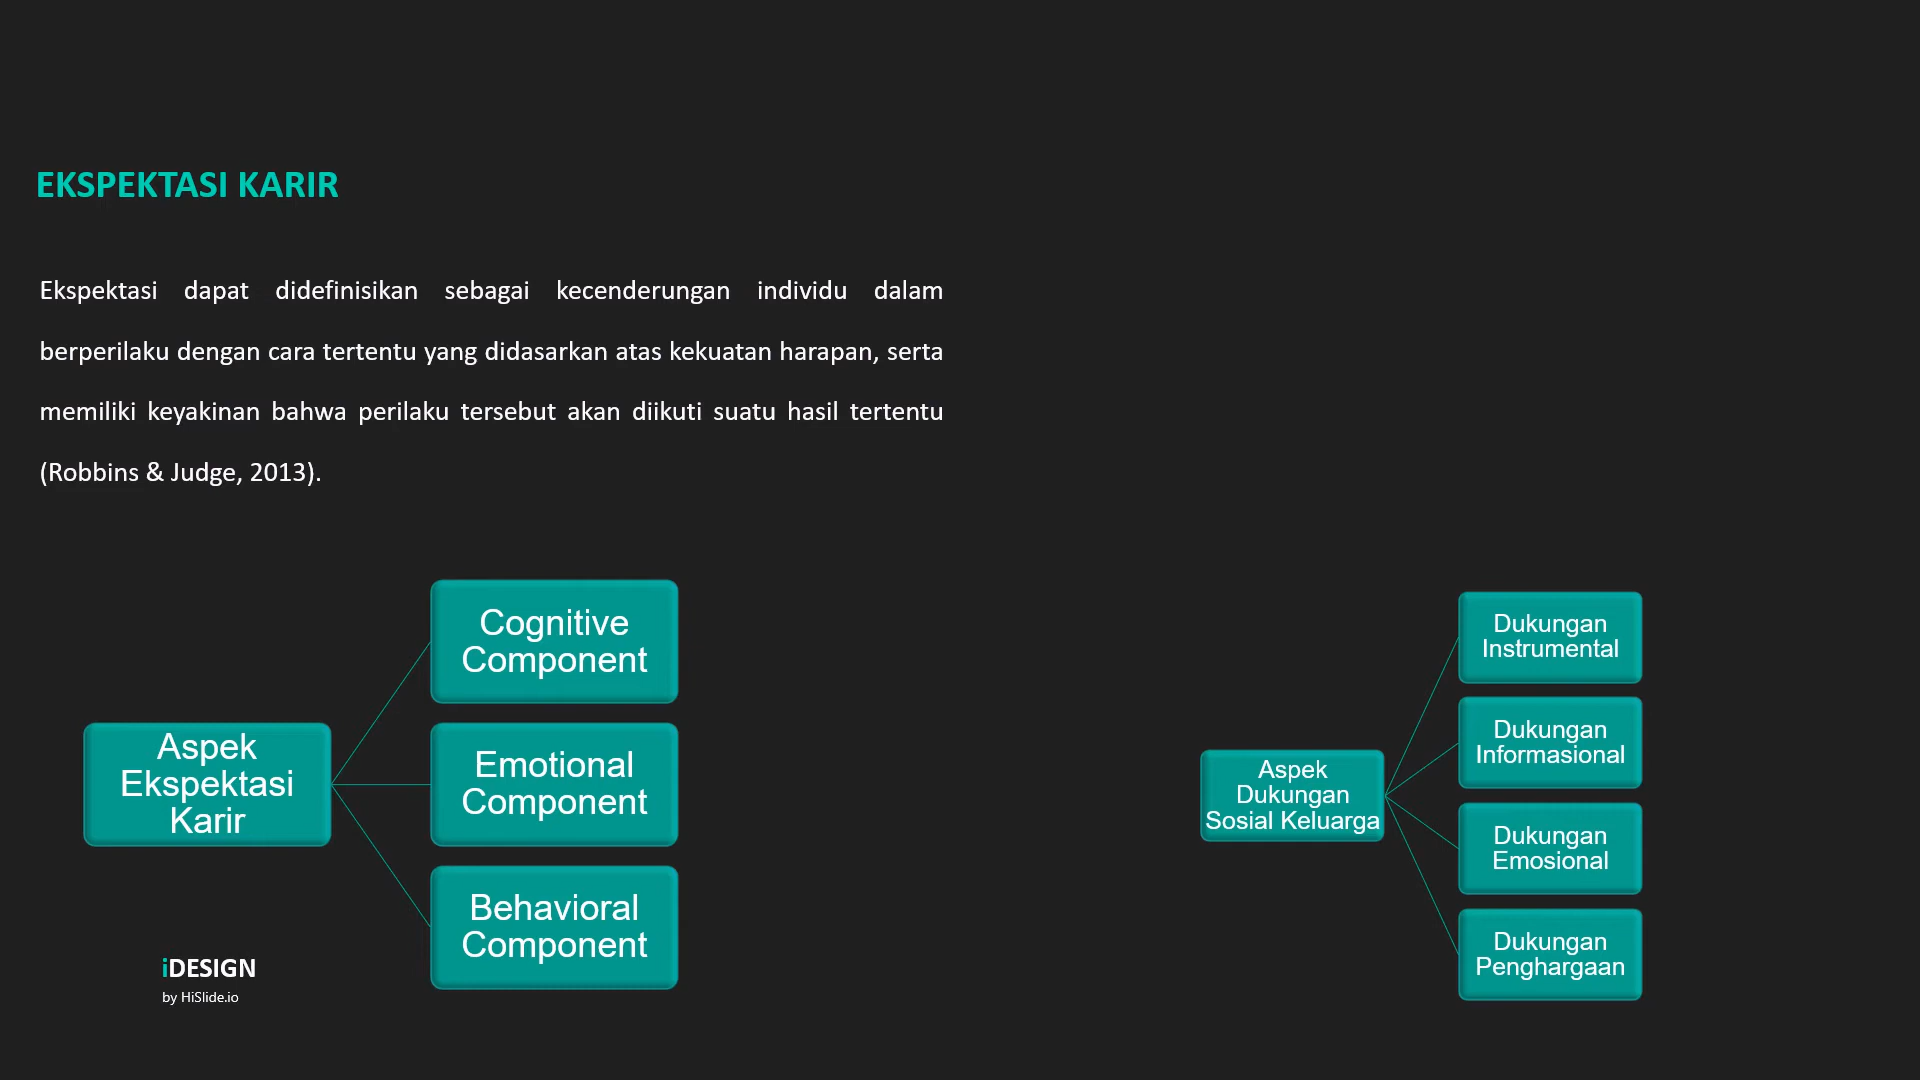 EKSPEKTASI KARIR
Ekspektasi dapat didefinisikan sebagai kecenderungan individu dalam
berperilaku dengan cara tertentu yang didasarkan atas kekuatan harapan, serta
memiliki keyakinan bahwa perilaku tersebut akan diikuti suatu hasil tertentu
(Robbins & Judge, 2013).
Aspek
Ekspektasi
Karir
Cognitive
Component
Emotional
Component
Behavioral
Component
iDESIGN
by HiSlide.io
Aspek
Dukungan
Sosial Keluarga
Dukungan
Instrumental
Dukungan
Informasional
Dukungan
Emosional
Dukungan
Penghargaan